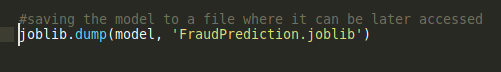 #saving the model to a file where it can be later accessed
joblib.dump(model, 'FraudPrediction.joblib')